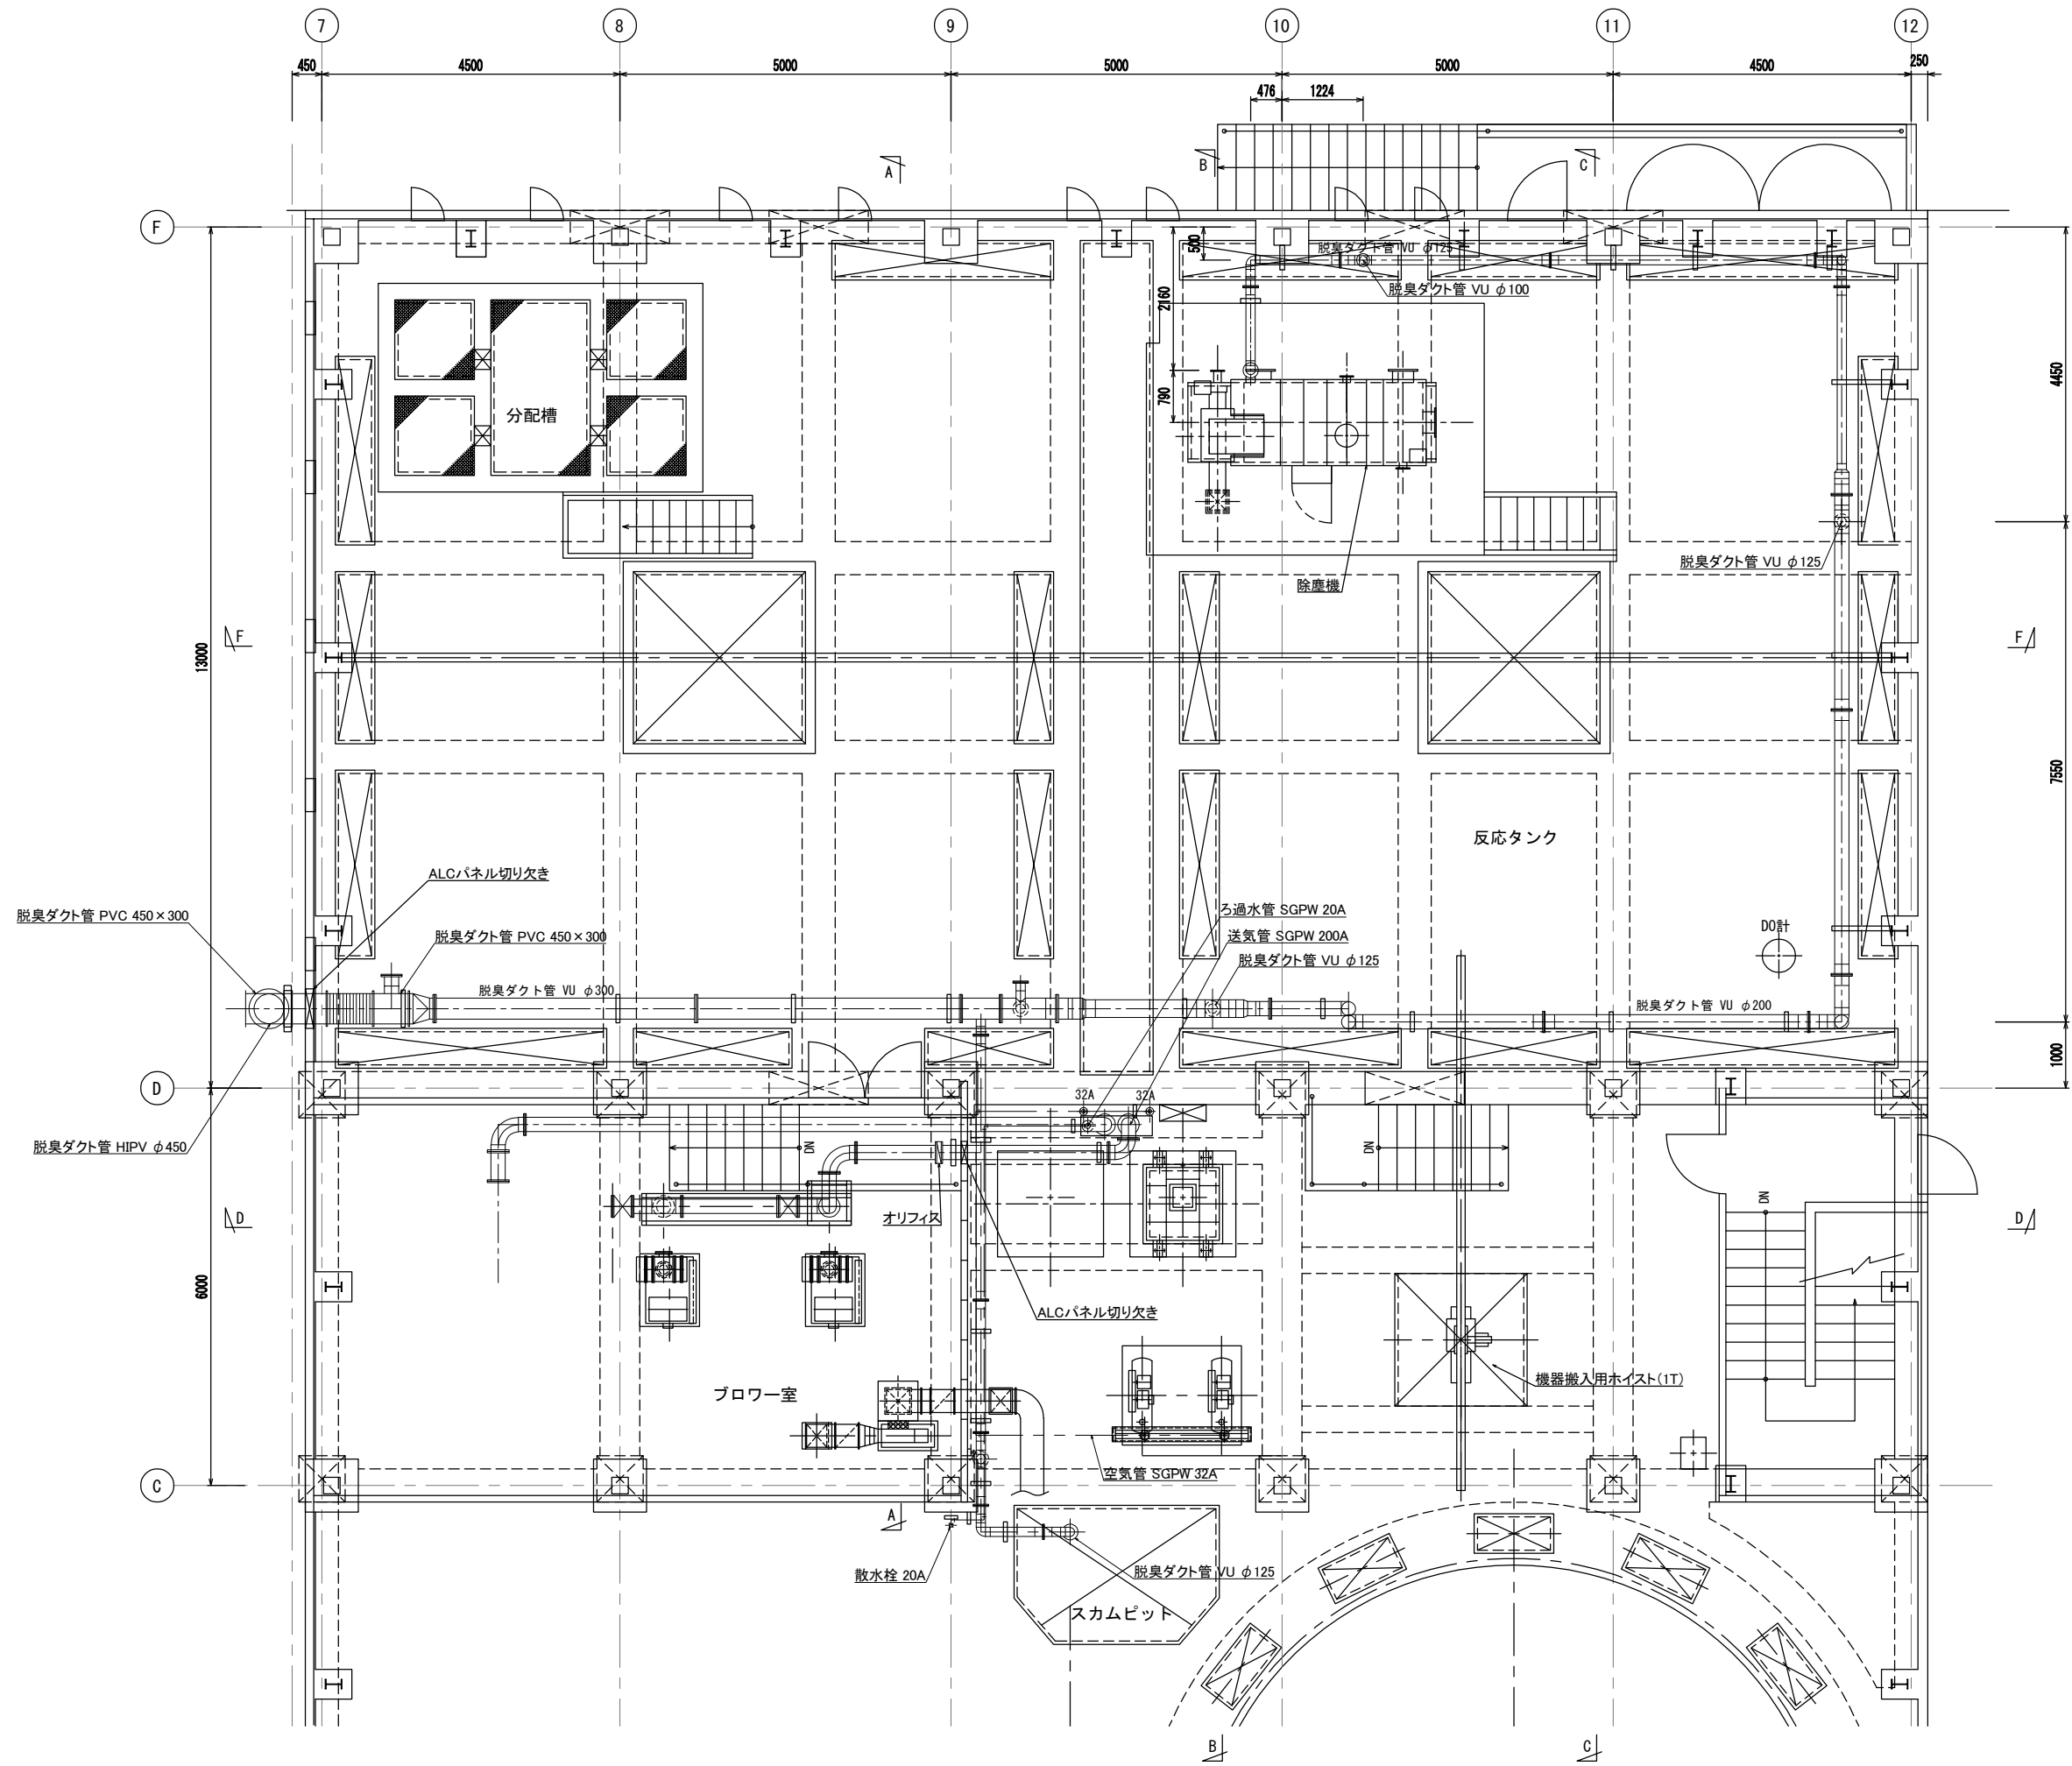 7
8
9
10
11
12
450
4500
5000
5000
5000
4500
250
476
1224
A
B
C
F
500
脱臭ダクト管 VU φ125
脱臭ダクト管 VU φ100
2160
790
4450
分配槽
脱臭ダクト管 VU φ125
除塵機
F
F
13000
7550
反応タンク
ALCパネル切り欠き
脱臭ダクト管 PVC 450×300
脱臭ダクト管 PVC 450×300
ろ過水管 SGPW 20A
送気管 SGPW 200A
脱臭ダクト管 VU φ125
DO計
脱臭ダクト管 VU φ300
脱臭ダクト管 VU φ200
1000
D
32A
32A
脱臭ダクト管 HIPV φ450
DN
DN
DN
D
オリフィス
D
6000
ALCパネル切り欠き
ブロワー室
機器搬入用ホイスト(1T)
空気管 SGPW 32A
C
A
散水栓 20A
脱臭ダクト管 VU φ125
スカムピット
B
C